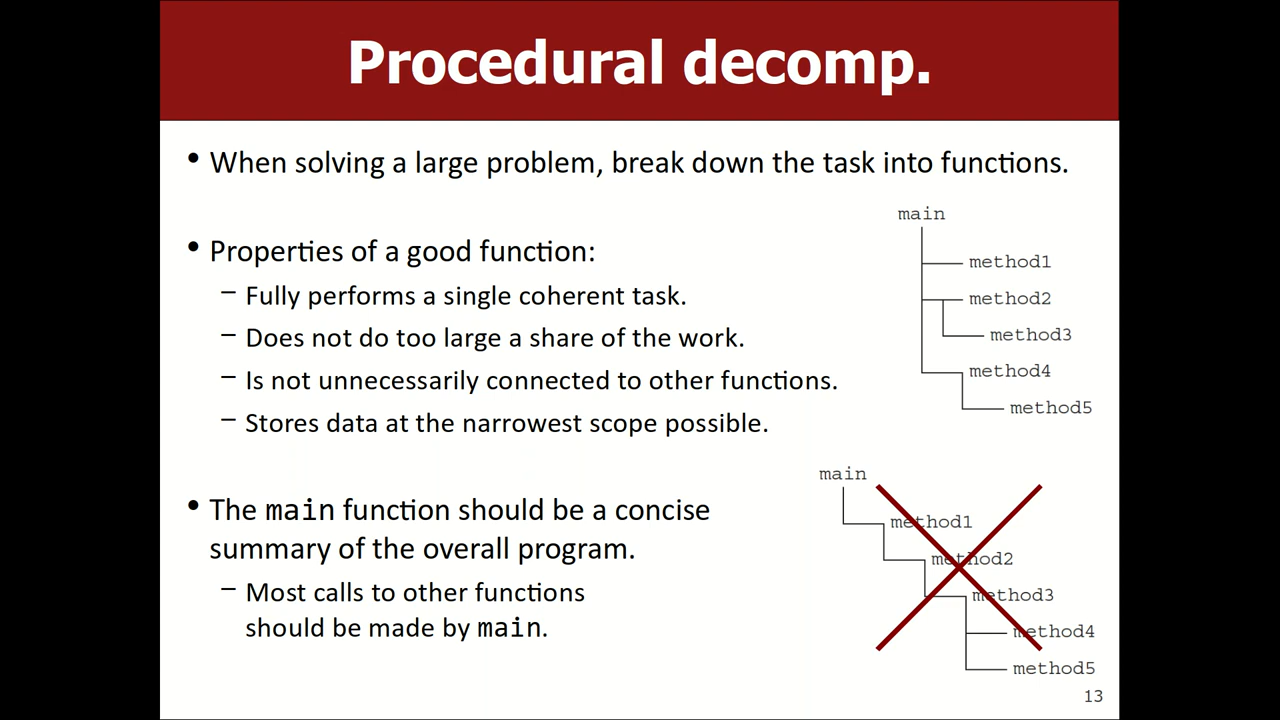 Procedural decomp.
• When solving a large problem, break down the task into functions.
• Properties of a good function:
– Fully performs a single coherent task.
– Does not do too large a share of the work.
– Is not unnecessarily connected to other functions.
– Stores data at the narrowest scope possible.
• The main function should be a concise
summary of the overall program.
– Most calls to other functions
should be made by main.
main
method1
method2
method3
method4
method5
main
method1
method2
method3
method4
method5
13